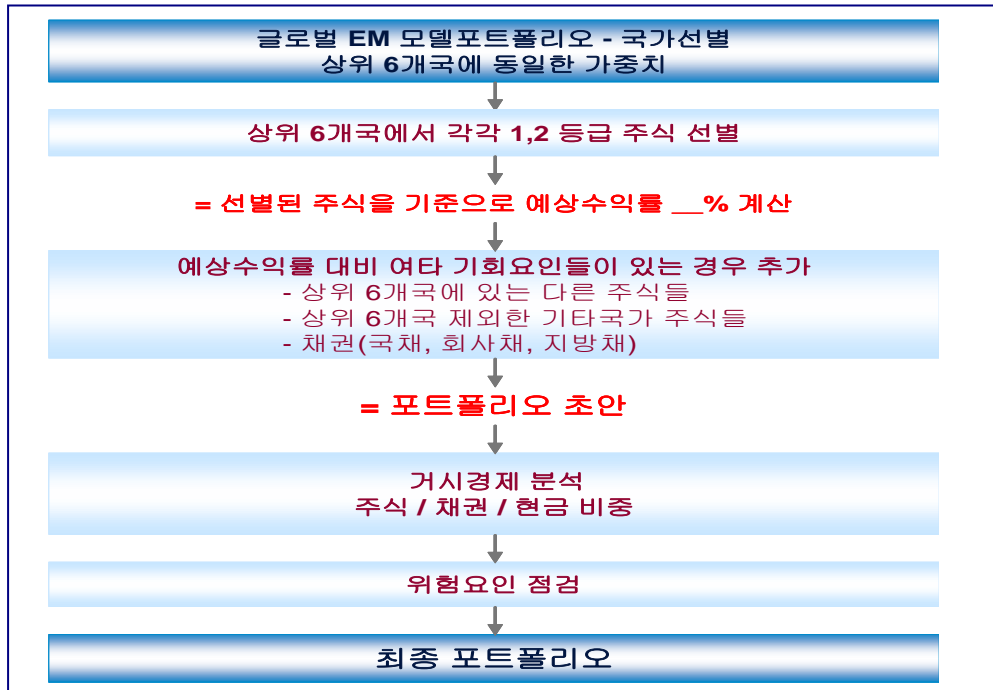 글로벌 EM 모델포트폴리오 - 국가선별
상위 6개국에 동일한 가중치
상위 6개국에서 각각 1,2 등급 주식 선별
= 선별된 주식을 기준으로 예상수익률 __% 계산
예상수익률 대비 여타 기회요인들이 있는 경우 추가
- 상위 6개국에 있는 다른 주식들
- 상위 6개국 제외한 기타국가 주식들
- 채권(국채, 회사채, 지방채)
= 포트폴리오 초안
거시경제 분석
주식 / 채권 / 현금 비중
위험요인 점검
최종 포트폴리오